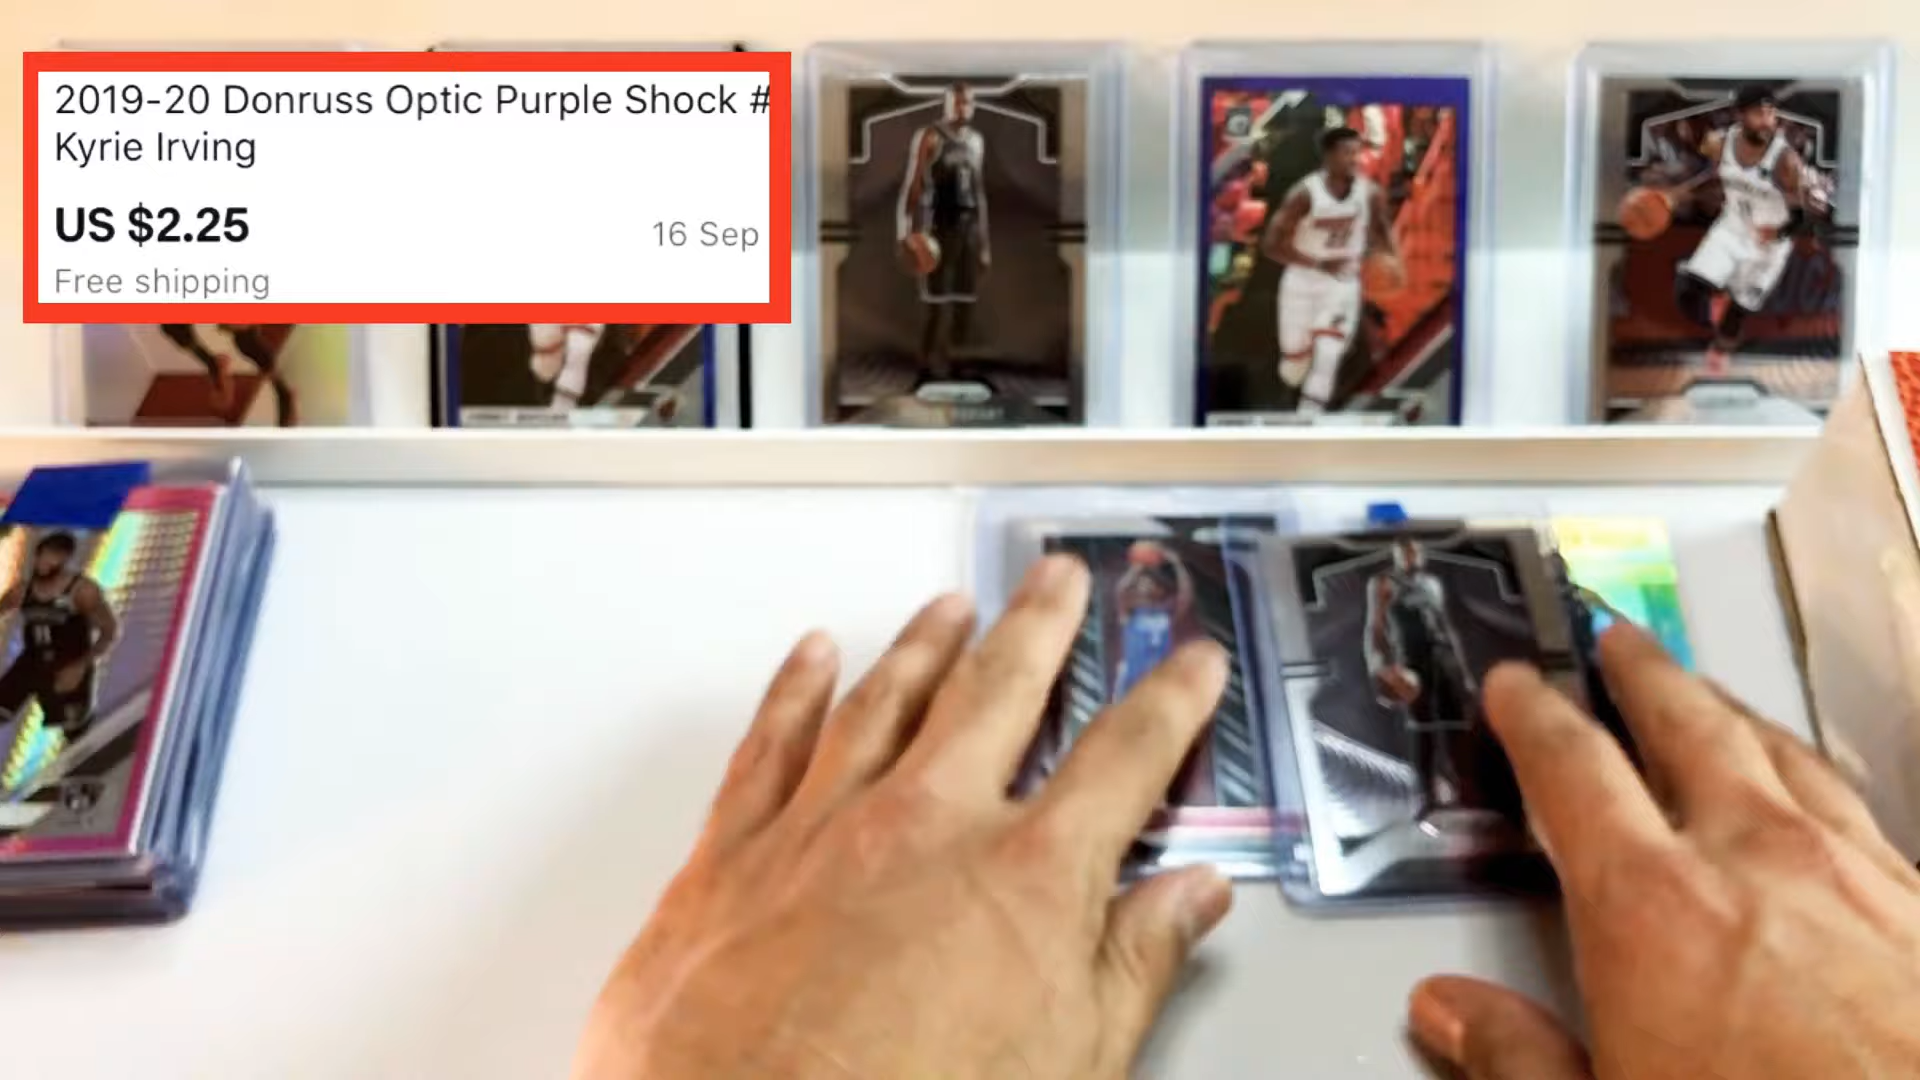 2019-20 Donruss Optic Purple Shock #
Kyrie Irving
US $2.25
16 Sep
Free shipping